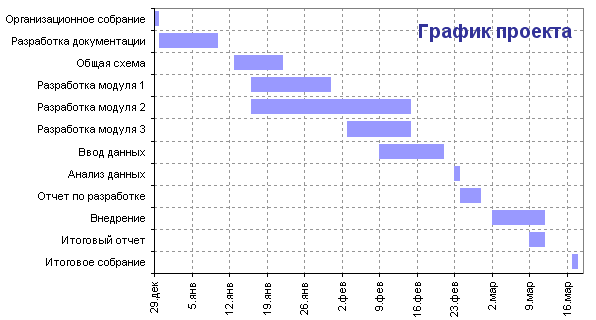 График проекта
Организационное собрание
Разработка документации
Общая схема
Разработка модуля 1
Разработка модуля 2
Разработка модуля 3
Ввод данных
Анализ данных
Отчет по разработке
Внедрение
Итоговый отчет
Итоговое собрание
29.дек
5.янв
12.янв
19.янв
26.янв
2.фев
9.фев
16.фев
23.фев
2.мар
9.мар
16.мар